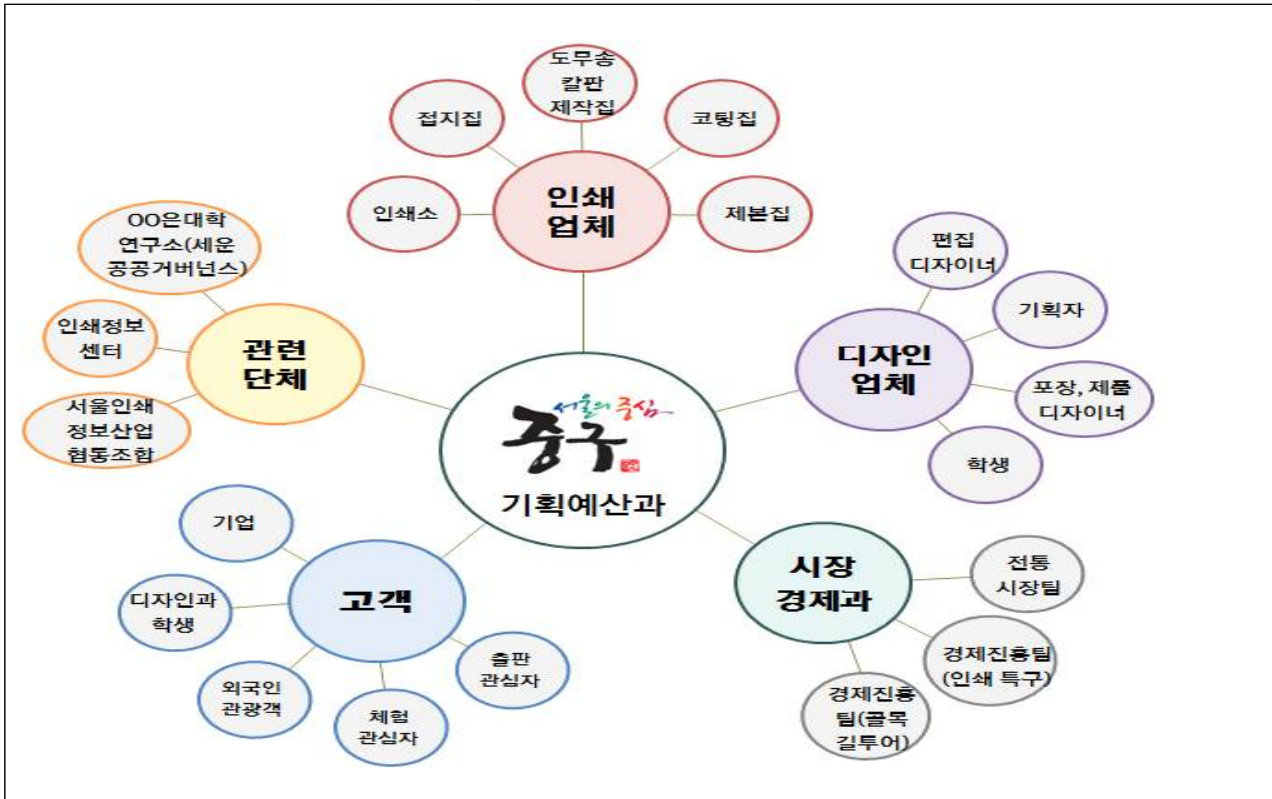 도무송
칼판
제작집
접지집
코팅집
인쇄
업체
인쇄소
제본집
OO은대학
연구소(세운
공공거버넌스)
인쇄정보
센터
서울인쇄
정보산업
협동조합
관련
단체
편집
디자이너
기획자
포장, 제품
디자이너
학생
디자인
업체
서울의 중심
중구
기획예산과
기업
디자인과
학생
외국인
관광객
체험
관심자
출판
관심자
고객
시장
경제과
전통
시장팀
경제진흥팀
(인쇄 특구)
경제진흥
팀(골목
길투어)